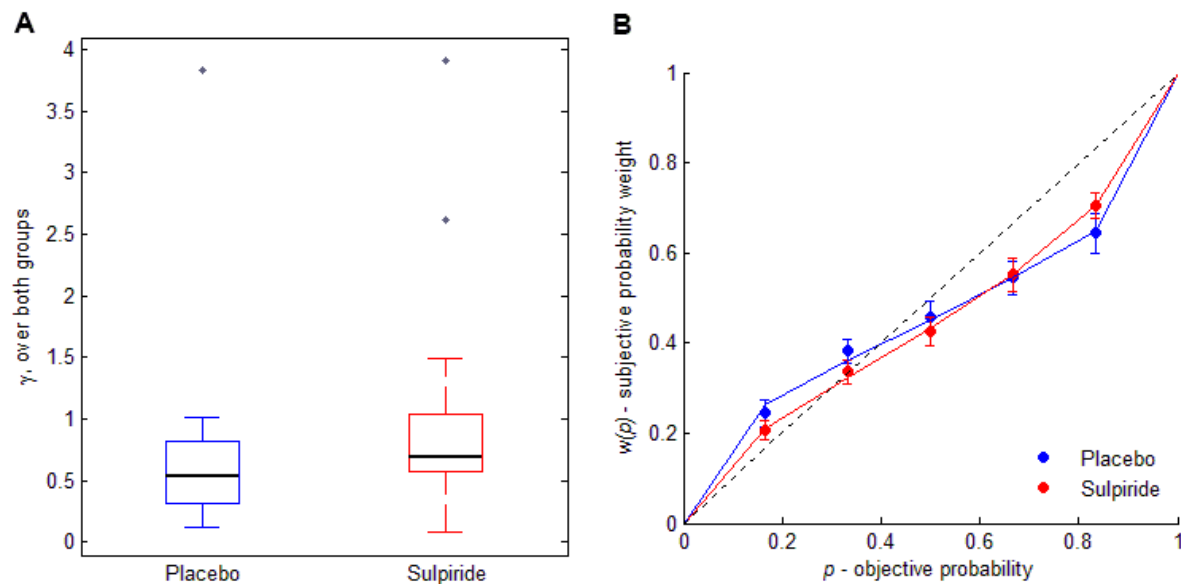 A
γ, over both groups
4
3.5
3
2.5
2
1.5
1
0.5
0
Placebo Sulpiride
B
w(p) - subjective probability weight
1
0.8
0.6
0.4
0.2
0
Placebo
Sulpiride
0 0.2 0.4 0.6 0.8 1
p - objective probability